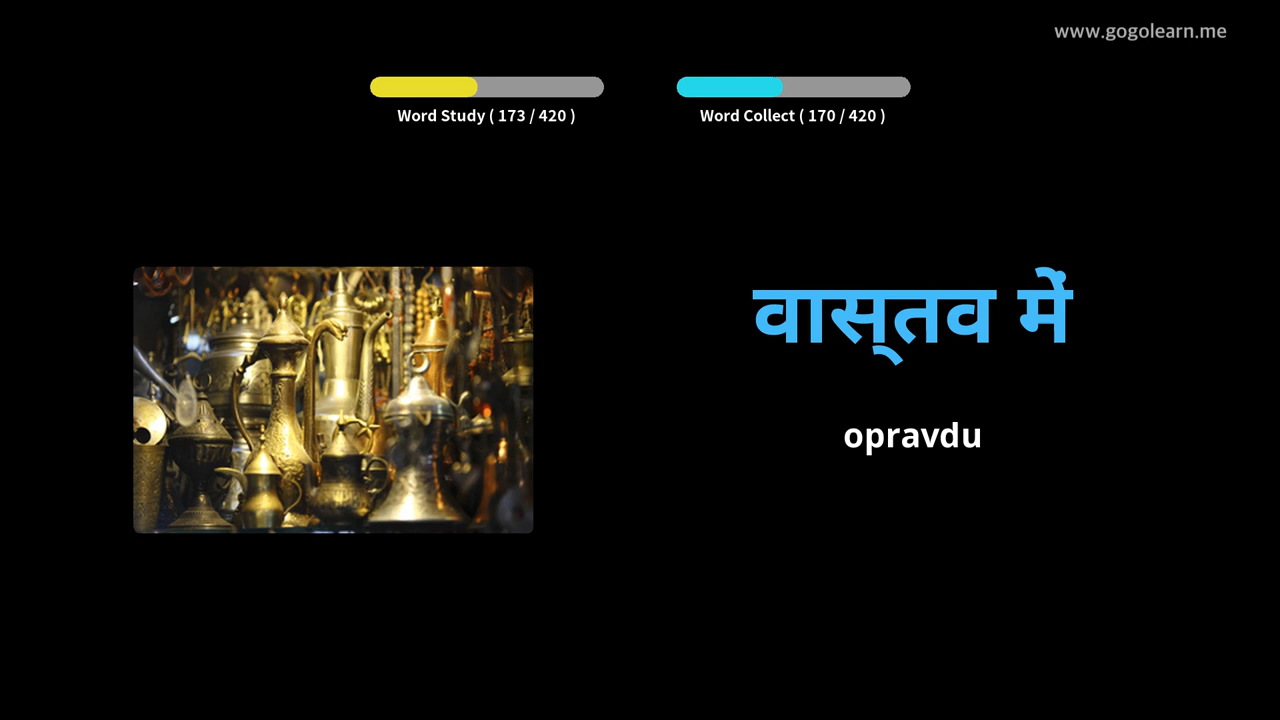 www.gogolearn.me
Word Study ( 173 / 420 )
Word Collect ( 170 / 420 )
वास्‌तव में
opravdu